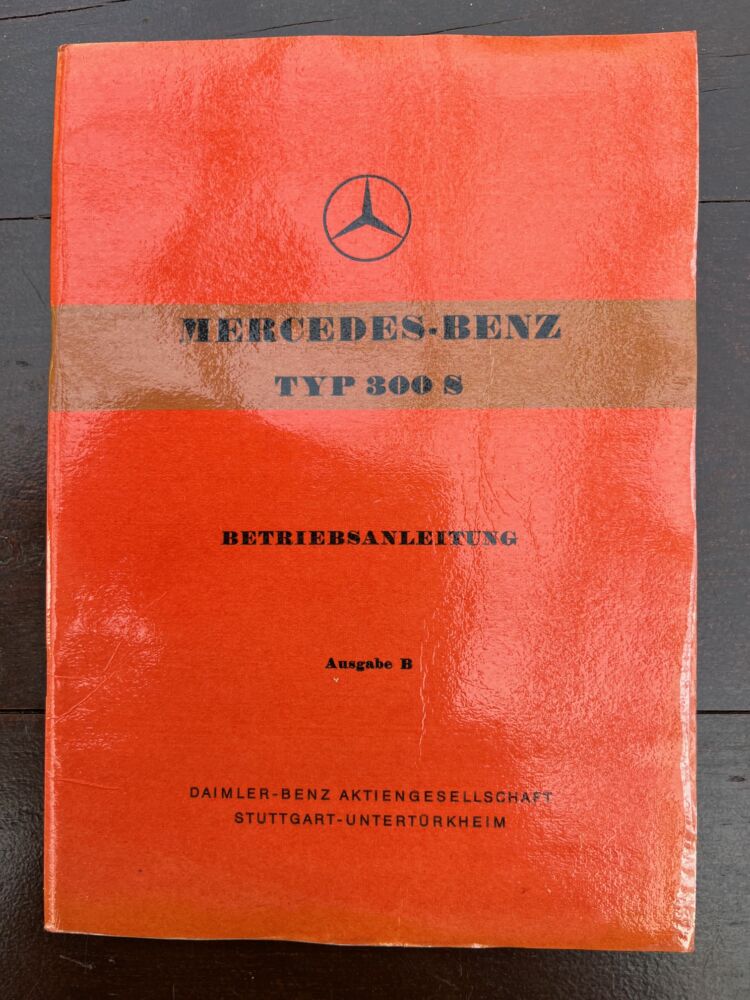 MERCEDES-BENZ
TYP 300 S
BETRIEBSANLEITUNG
Ausgabe B
DAIMLER-BENZ AKTIENGESELLSCHAFT
STUTTGART-UNTERTÜRKHEIM